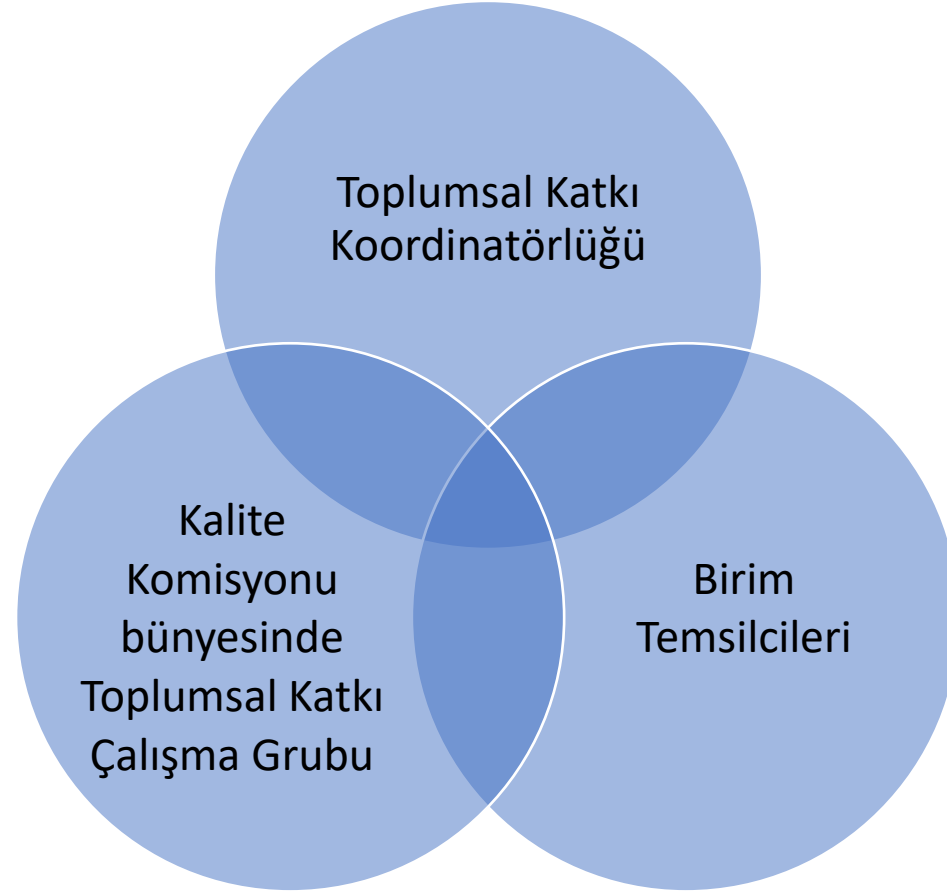 Toplumsal Katkı
Koordinatörlüğü
Kalite
Komisyonu
bünyesinde
Toplumsal Katkı
Çalışma Grubu
Birim
Temsilcileri